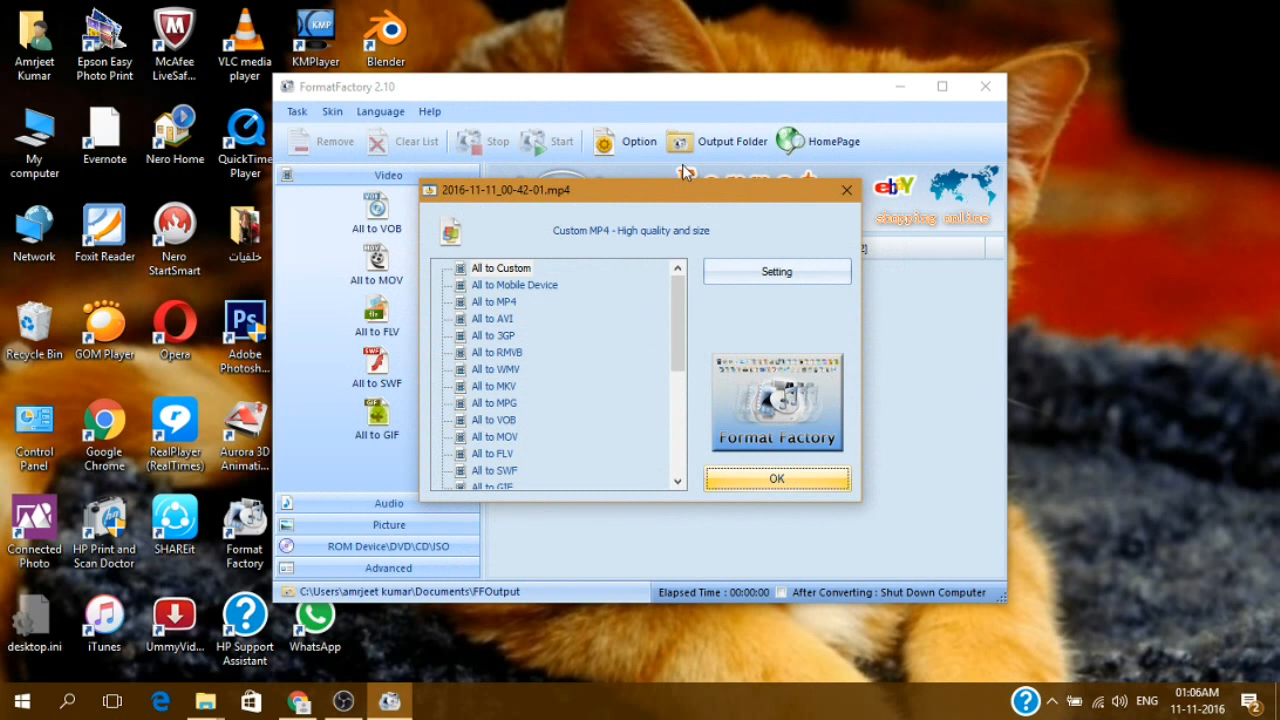 Amrjeet Kumar
Epson Easy Photo Print
McAfee LiveSaf...
VLC media player
KMPlayer
Blender
My computer
Evernote
Nero Home
QuickTime Player
Network
Foxit Reader
Nero StartSmart
خلفيات
Recycle Bin
GOM Player
Opera
Adobe Photosh...
Control Panel
Google Chrome
RealPlayer (RealTimes)
Aurora 3D Animati...
Connected Photo
HP Print and Scan Doctor
SHAREit
Format Factory
desktop.ini
iTunes
UmmyVid...
HP Support Assistant
WhatsApp
FormatFactory 2.10
Task Skin Language Help
Remove Clear List Stop Start Option Output Folder HomePage
Video
All to VOB
All to MOV
All to FLV
All to SWF
All to GIF
Audio
Picture
ROM Device\DVD\CD\ISO
Advanced
ebay
shopping online
2016-11-11_00-42-01.mp4
Custom MP4 - High quality and size
All to Custom
All to Mobile Device
All to MP4
All to AVI
All to 3GP
All to RMVB
All to WMV
All to MKV
All to MPG
All to VOB
All to MOV
All to FLV
All to SWF
All to GIF
Setting
Format Factory
OK
C:\Users\amrjeet kumar\Documents\FFOutput
Elapsed Time : 00:00:00 After Converting : Shut Down Computer
ENG
01:06AM
11-11-2016
2